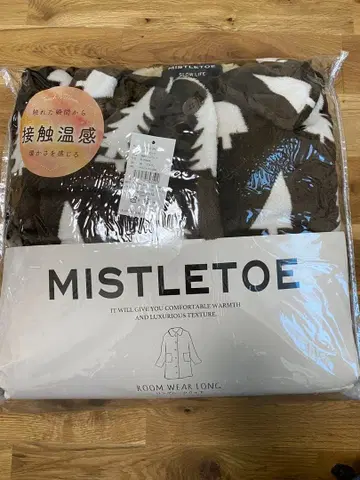 MISTLETOE
SLOW LIFE
触れた瞬間から
接触温感
温かさを感じる
MISTLETOE
IT WILL GIVE YOU COMFORTABLE WARMTH
AND LUXURIOUS TEXTURE.
ROOM WEAR LONG